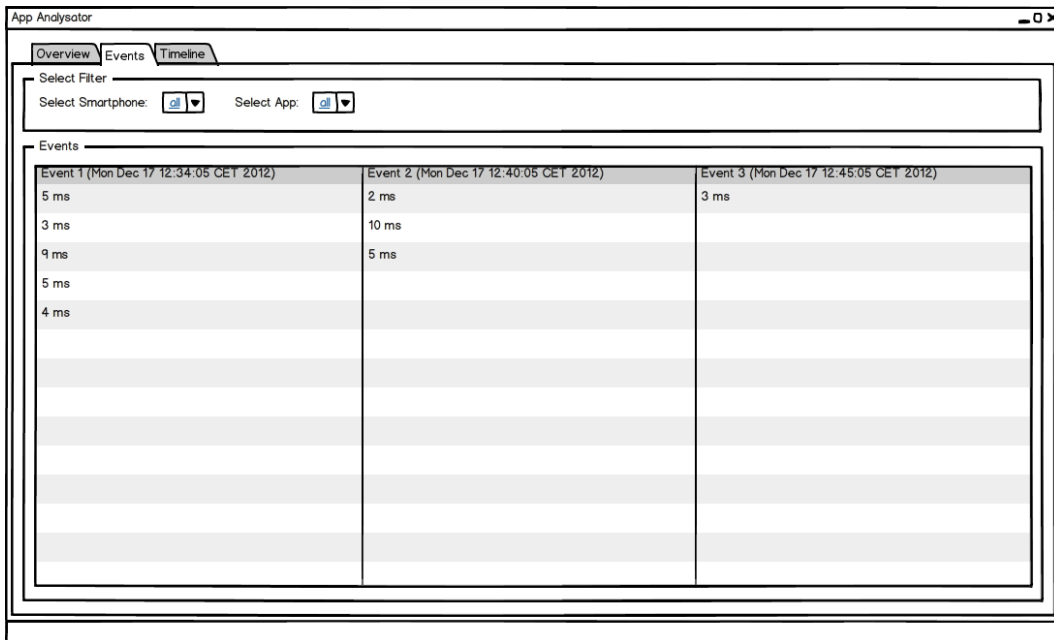 App Analysator
Overview Events Timeline
Select Filter
Select Smartphone: all Select App: all
Events
Event 1 (Mon Dec 17 12:34:05 CET 2012) Event 2 (Mon Dec 17 12:40:05 CET 2012) Event 3 (Mon Dec 17 12:45:05 CET 2012)
5 ms 2 ms 3 ms
3 ms 10 ms
9 ms 5 ms
5 ms
4 ms